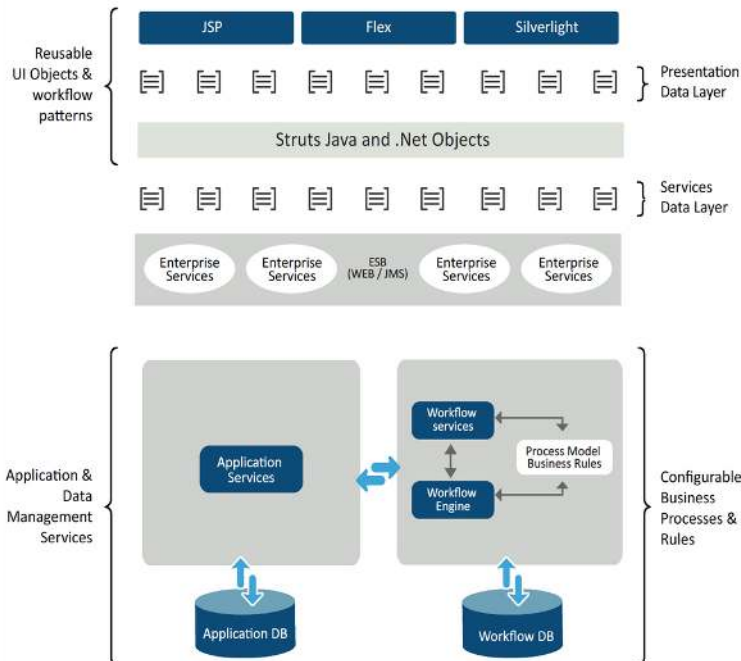 JSP
Flex
Silverlight
Reusable
UI Objects &
workflow
patterns
Presentation
Data Layer
Struts Java and .Net Objects
Services
Data Layer
Enterprise
Services
Enterprise
Services
ESB
(WEB / JMS)
Enterprise
Services
Enterprise
Services
Application &
Data
Management
Services
Application
Services
Workflow
services
Process Model
Business Rules
Workflow
Engine
Configurable
Business
Processes &
Rules
Application DB
Workflow DB